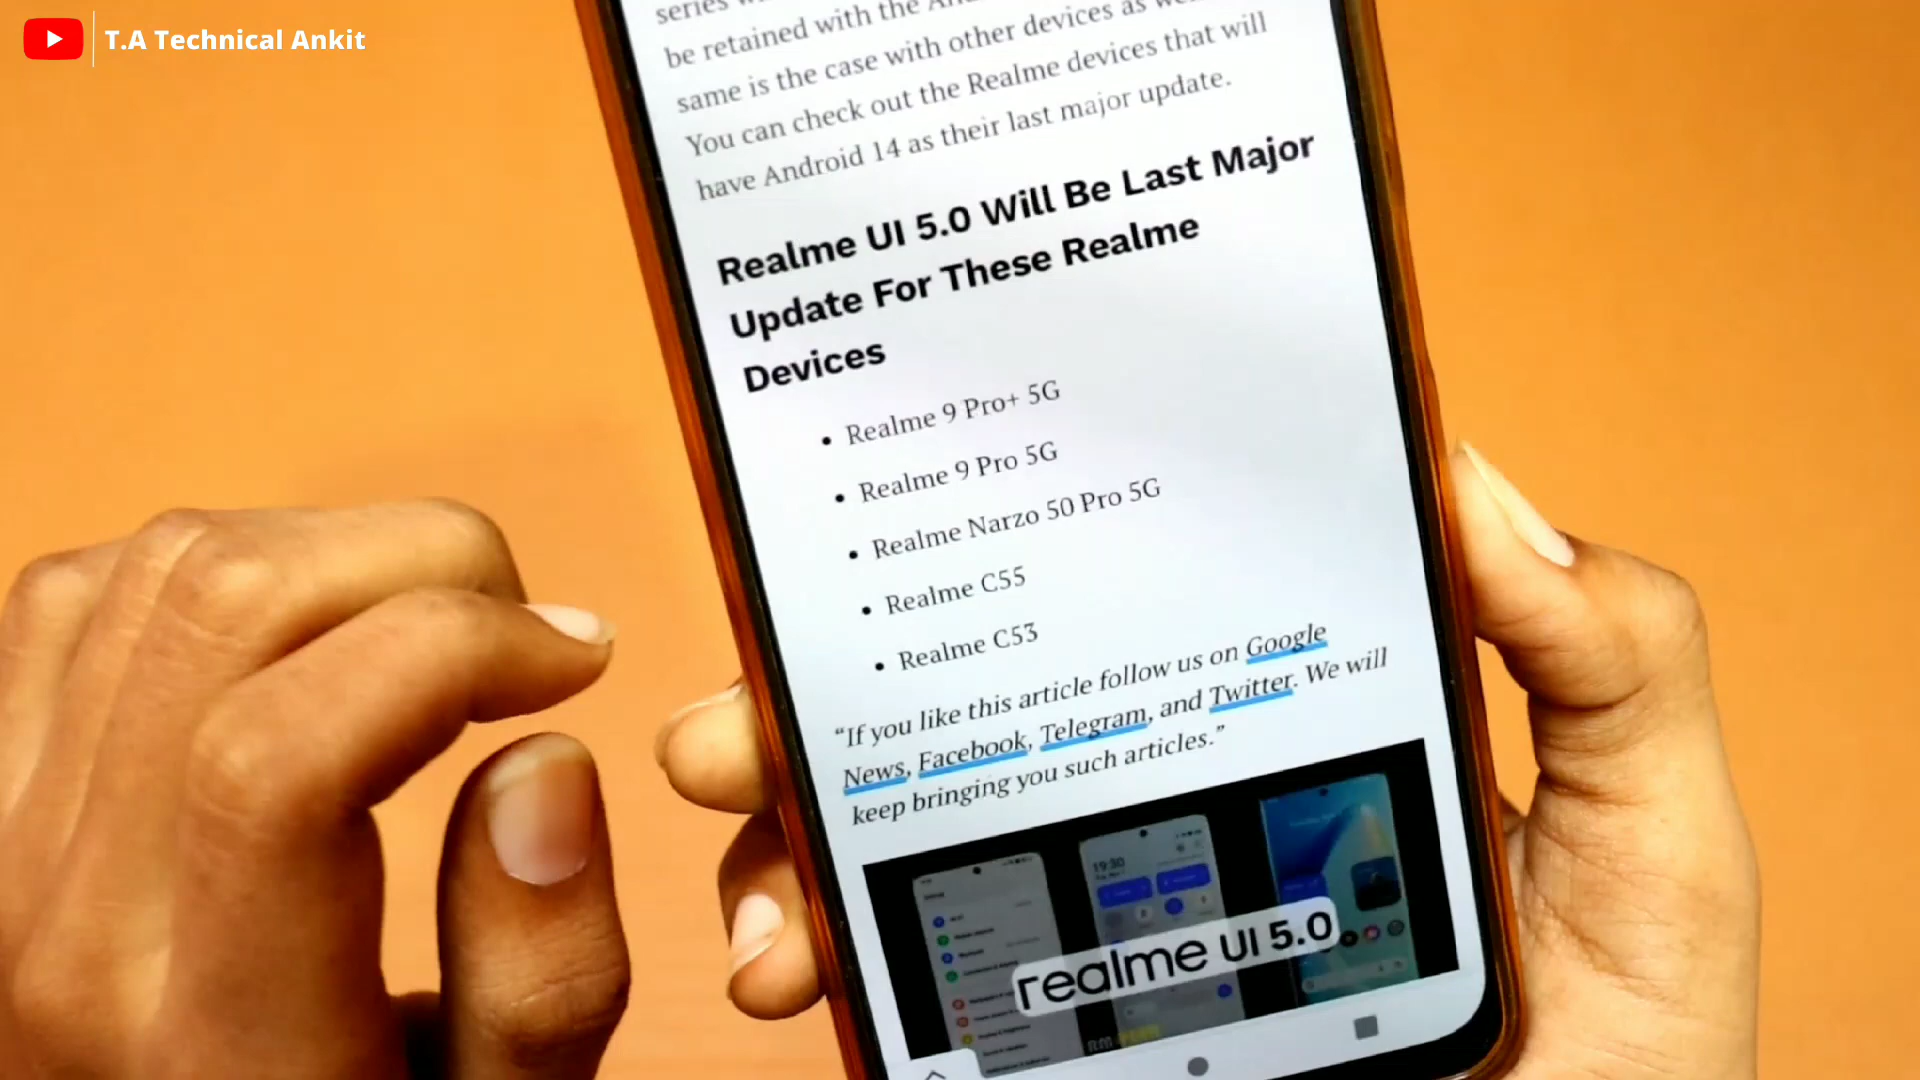 T.A Technical Ankit
series
be retained with the
same is the case with other devices as
You can check out the Realme devices that will
have Android 14 as their last major update.
Realme UI 5.0 Will Be Last Major
Update For These Realme
Devices
• Realme 9 Pro+ 5G
• Realme 9 Pro 5G
• Realme Narzo 50 Pro 5G
• Realme C55
• Realme C53
“If you like this article follow us on Google
News, Facebook, Telegram, and Twitter. We will
keep bringing you such articles.”
19:30
realme UI 5.0